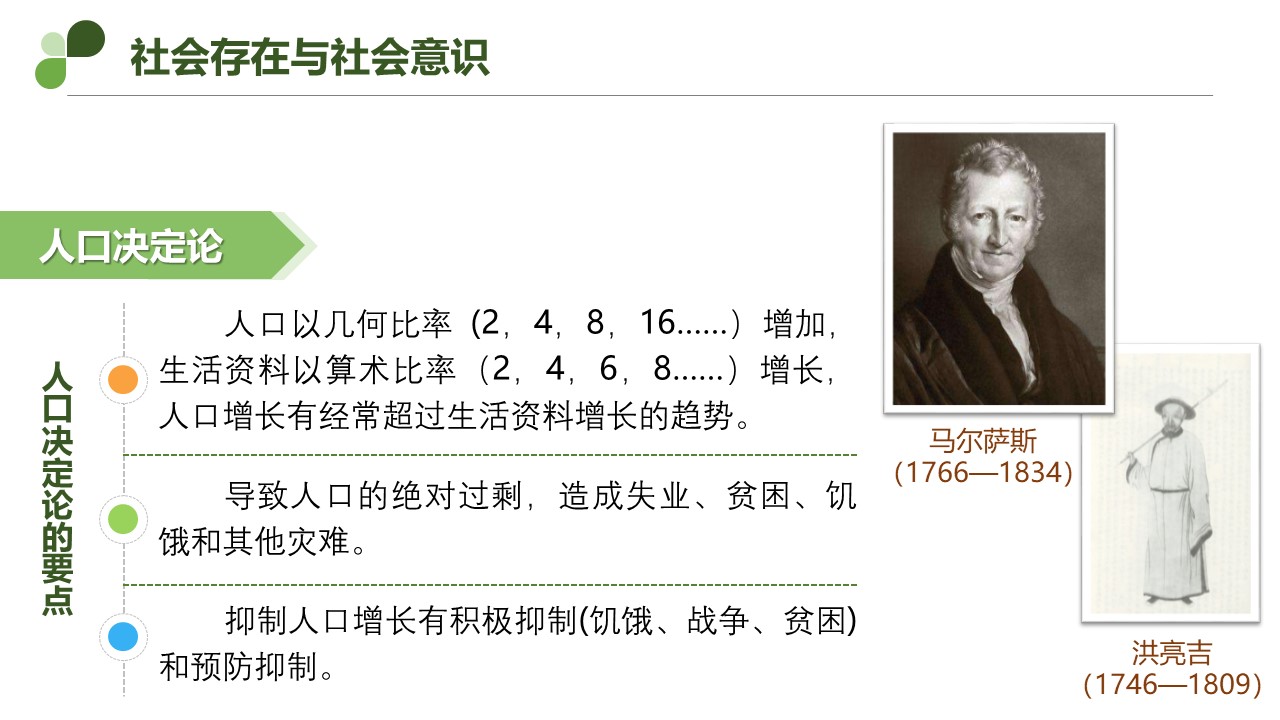 社会存在与社会意识
人口决定论
人口决定论的要点
人口以几何比率 (2，4，8，16……）增加，
生活资料以算术比率（2，4，6，8……）增长，
人口增长有经常超过生活资料增长的趋势。
导致人口的绝对过剩，造成失业、贫困、饥
饿和其他灾难。
抑制人口增长有积极抑制(饥饿、战争、贫困)
和预防抑制。
马尔萨斯
（1766—1834）
洪亮吉
（1746—1809）